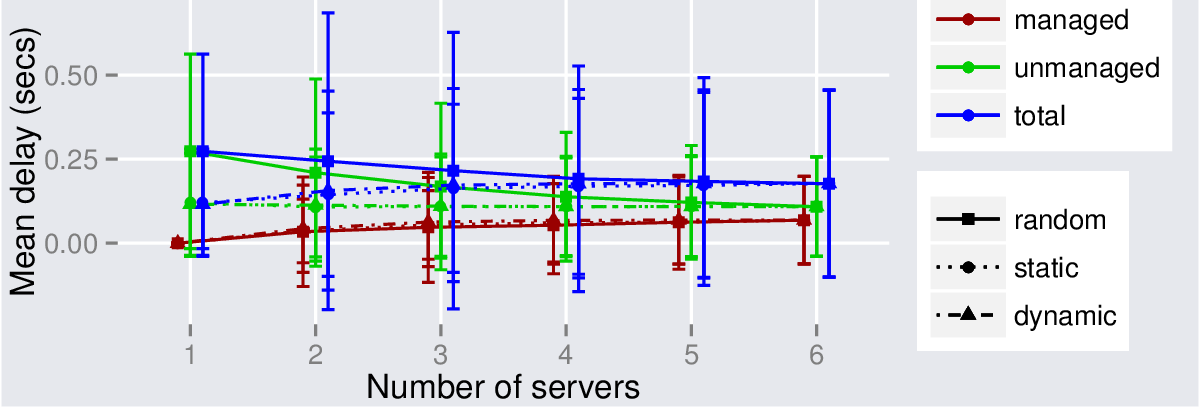 Mean delay (secs)
0.50
0.25
0.00
1 2 3 4 5 6
Number of servers
managed
unmanaged
total
random
static
dynamic